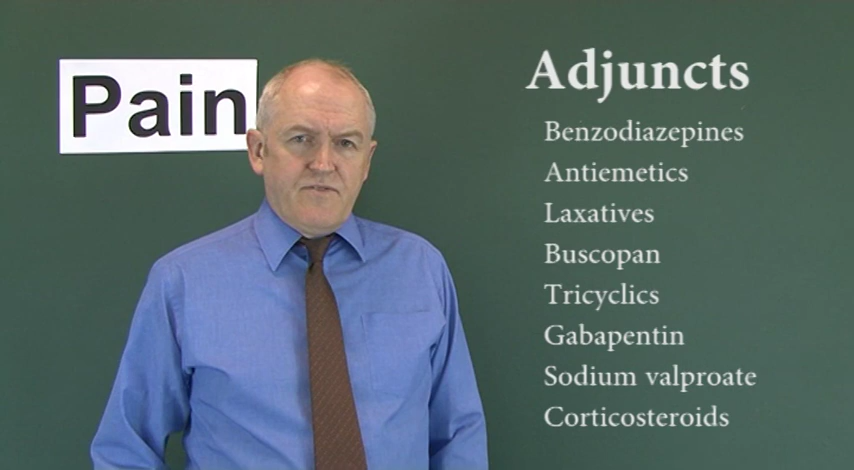 Pain
Adjuncts
Benzodiazepines
Antiemetics
Laxatives
Buscopan
Tricyclics
Gabapentin
Sodium valproate
Corticosteroids